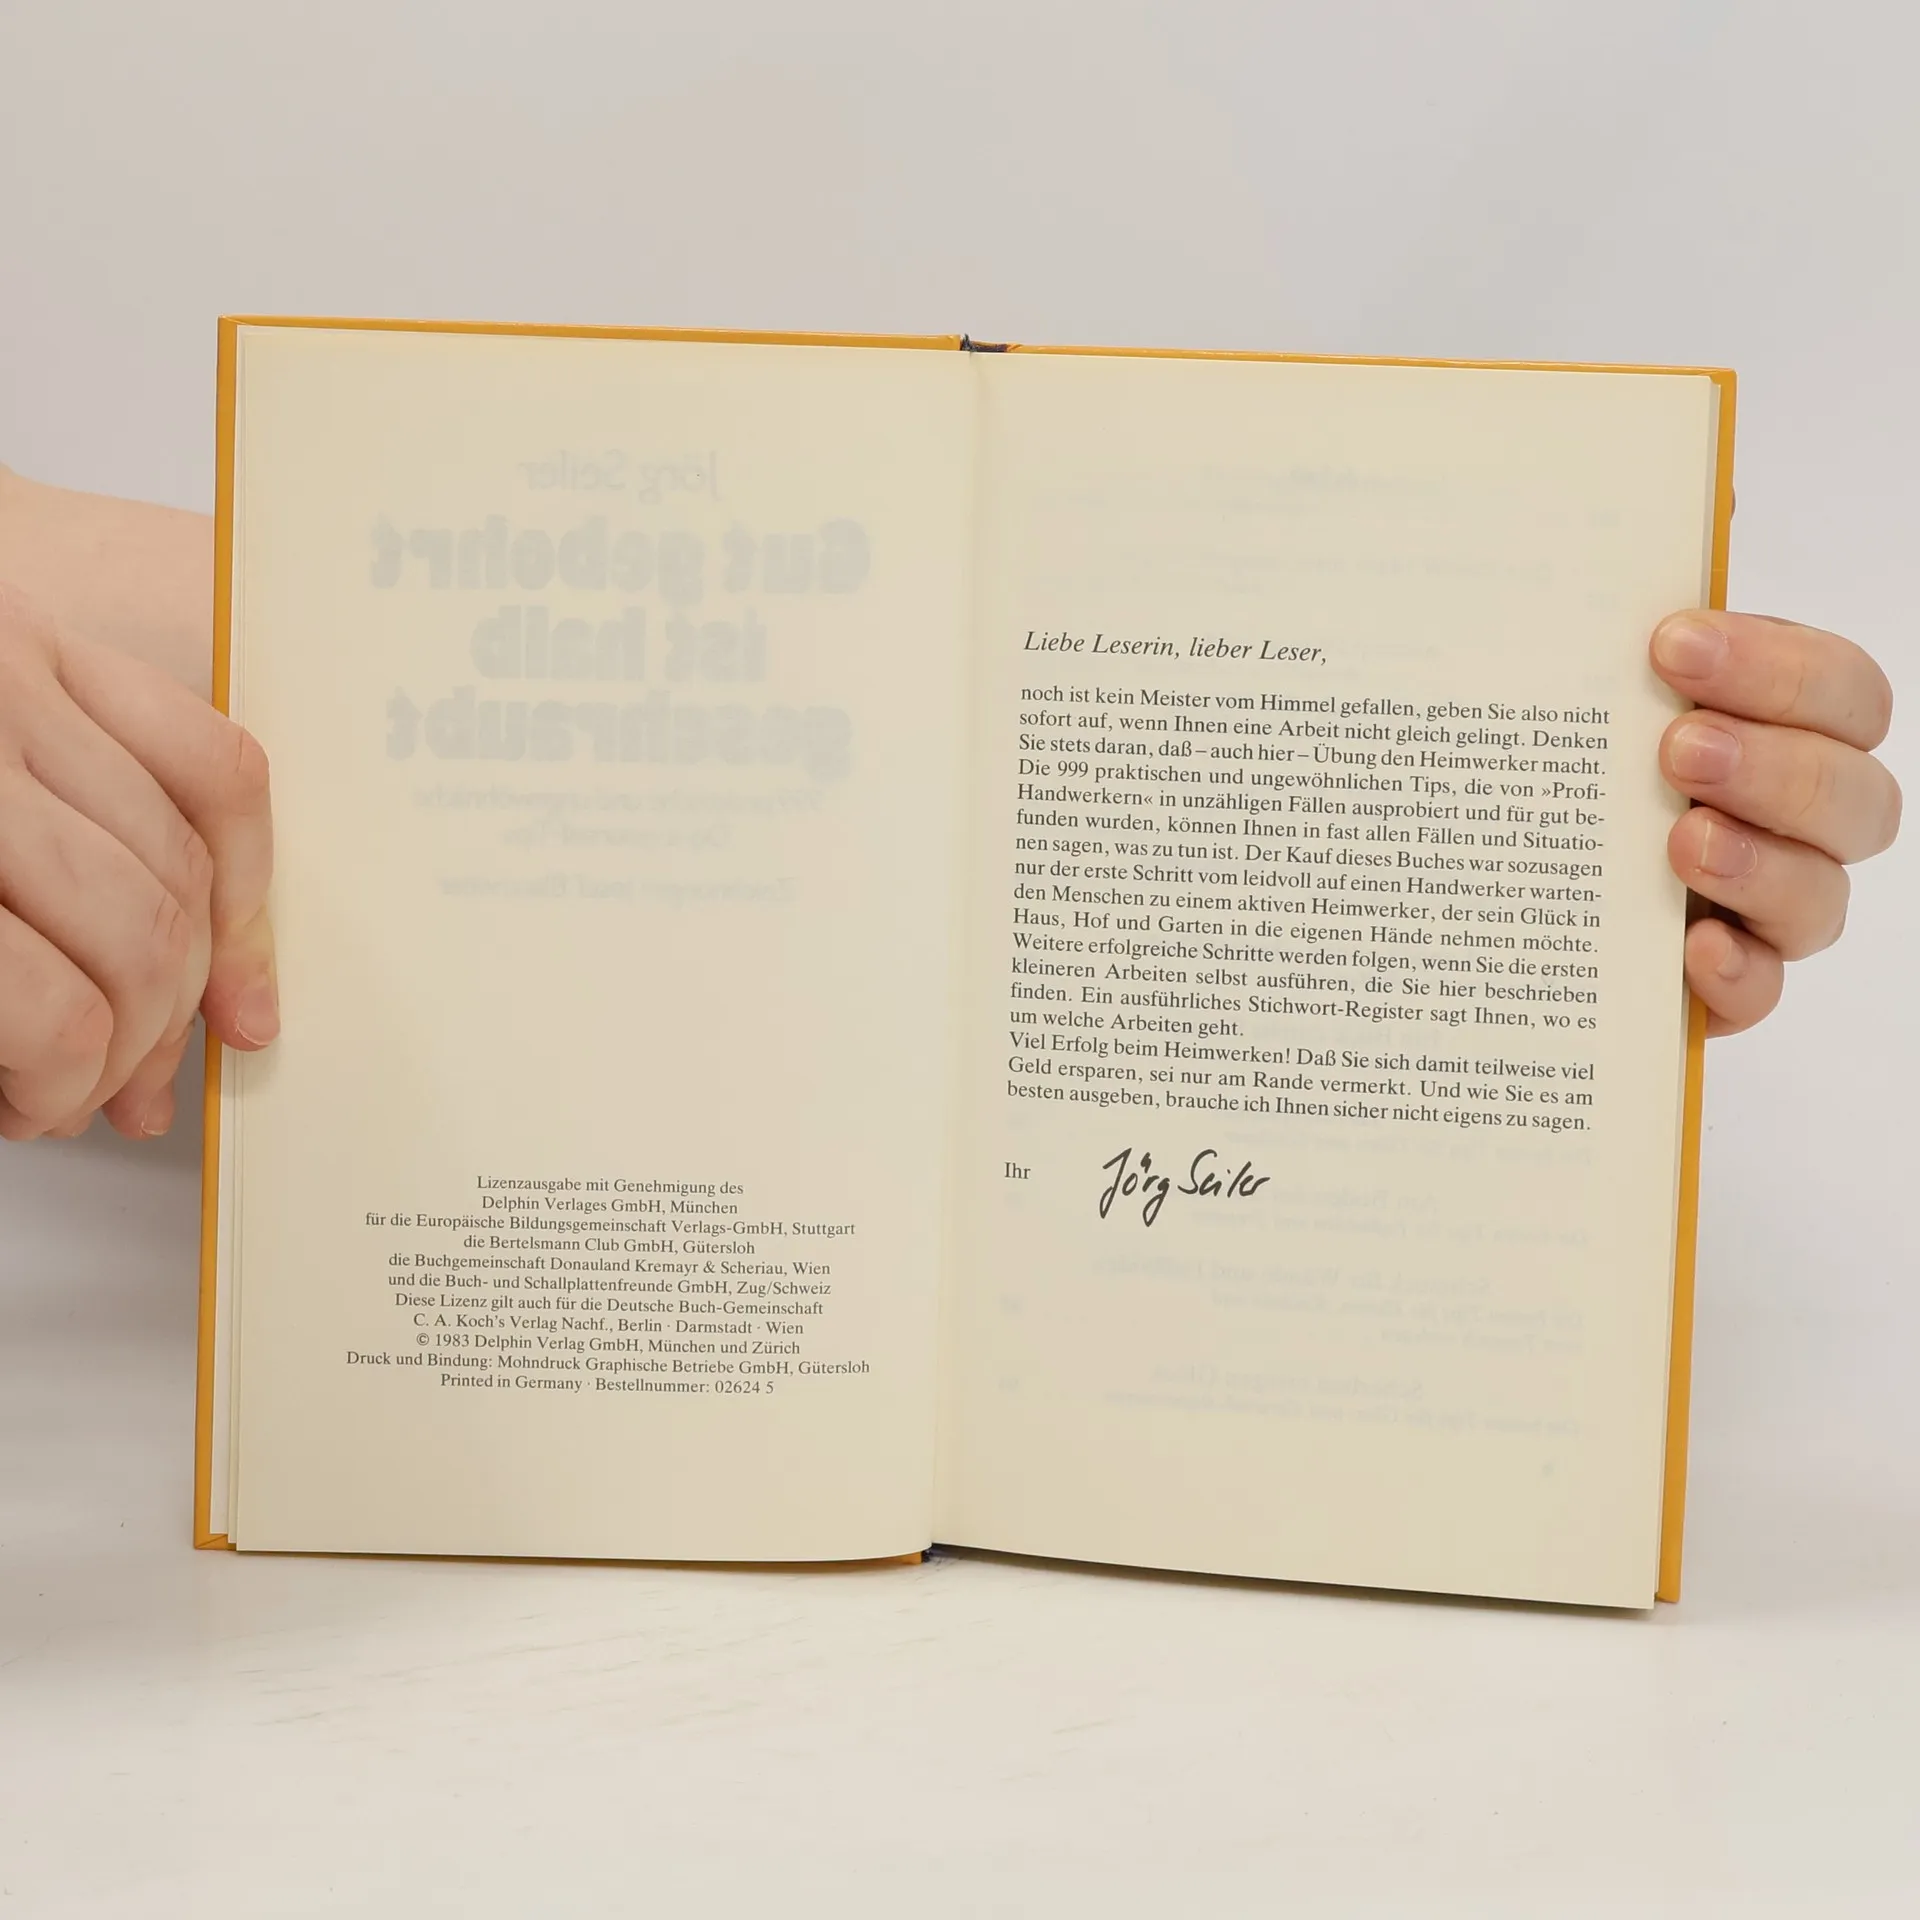 Jörg Seiler
Gut gebohrt
ist halb
geschraubt
Lizenzausgabe mit Genehmigung des
Delphin Verlages GmbH, München
für die Europäische Bildungsgemeinschaft Verlags-GmbH, Stuttgart
die Bertelsmann Club GmbH, Gütersloh
die Buchgemeinschaft Donauland Kremayr & Scheriau, Wien
und die Buch- und Schallplattenfreunde GmbH, Zug/Schweiz
Diese Lizenz gilt auch für die Deutsche Buch-Gemeinschaft
C. A. Koch's Verlag Nachf., Berlin · Darmstadt · Wien
© 1983 Delphin Verlag GmbH, München und Zürich
Druck und Bindung: Mohndruck Graphische Betriebe GmbH, Gütersloh
Printed in Germany · Bestellnummer: 02624 5
Liebe Leserin, lieber Leser,
noch ist kein Meister vom Himmel gefallen, geben Sie also nicht
sofort auf, wenn Ihnen eine Arbeit nicht gleich gelingt. Denken
Sie stets daran, daß – auch hier – Übung den Heimwerker macht.
Die 999 praktischen und ungewöhnlichen Tips, die von »Profi-
Handwerkern« in unzähligen Fällen ausprobiert und für gut be-
funden wurden, können Ihnen in fast allen Fällen und Situatio-
nen sagen, was zu tun ist. Der Kauf dieses Buches war sozusagen
nur der erste Schritt vom leidvoll auf einen Handwerker warten-
den Menschen zu einem aktiven Heimwerker, der sein Glück in
Haus, Hof und Garten in die eigenen Hände nehmen möchte.
Weitere erfolgreiche Schritte werden folgen, wenn Sie die ersten
kleineren Arbeiten selbst ausführen, die Sie hier beschrieben
finden. Ein ausführliches Stichwort-Register sagt Ihnen, wo es
um welche Arbeiten geht.
Viel Erfolg beim Heimwerken! Daß Sie sich damit teilweise viel
Geld ersparen, sei nur am Rande vermerkt. Und wie Sie es am
besten ausgeben, brauche ich Ihnen sicher nicht eigens zu sagen.
Ihr Jörg Seiler